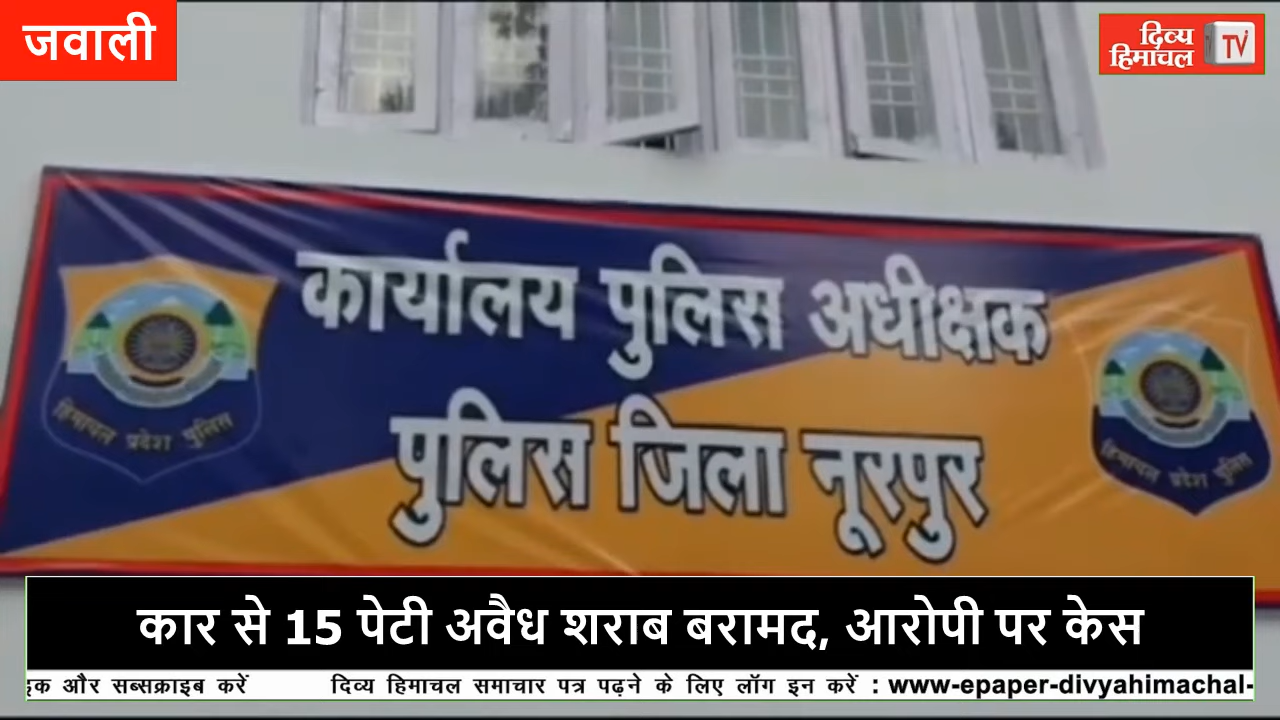 जवाली
दिव्य
हिमाचल TV
कार्यालय पुलिस अधीक्षक
पुलिस जिला नूरपुर
हिमाचल प्रदेश पुलिस
हिमाचल प्रदेश पुलिस
कार से 15 पेटी अवैध शराब बरामद, आरोपी पर केस
और सब्सक्राइब करें दिव्य हिमाचल समाचार पत्र पढ़ने के लिए लॉग इन करें : www-epaper-divyahimachal-